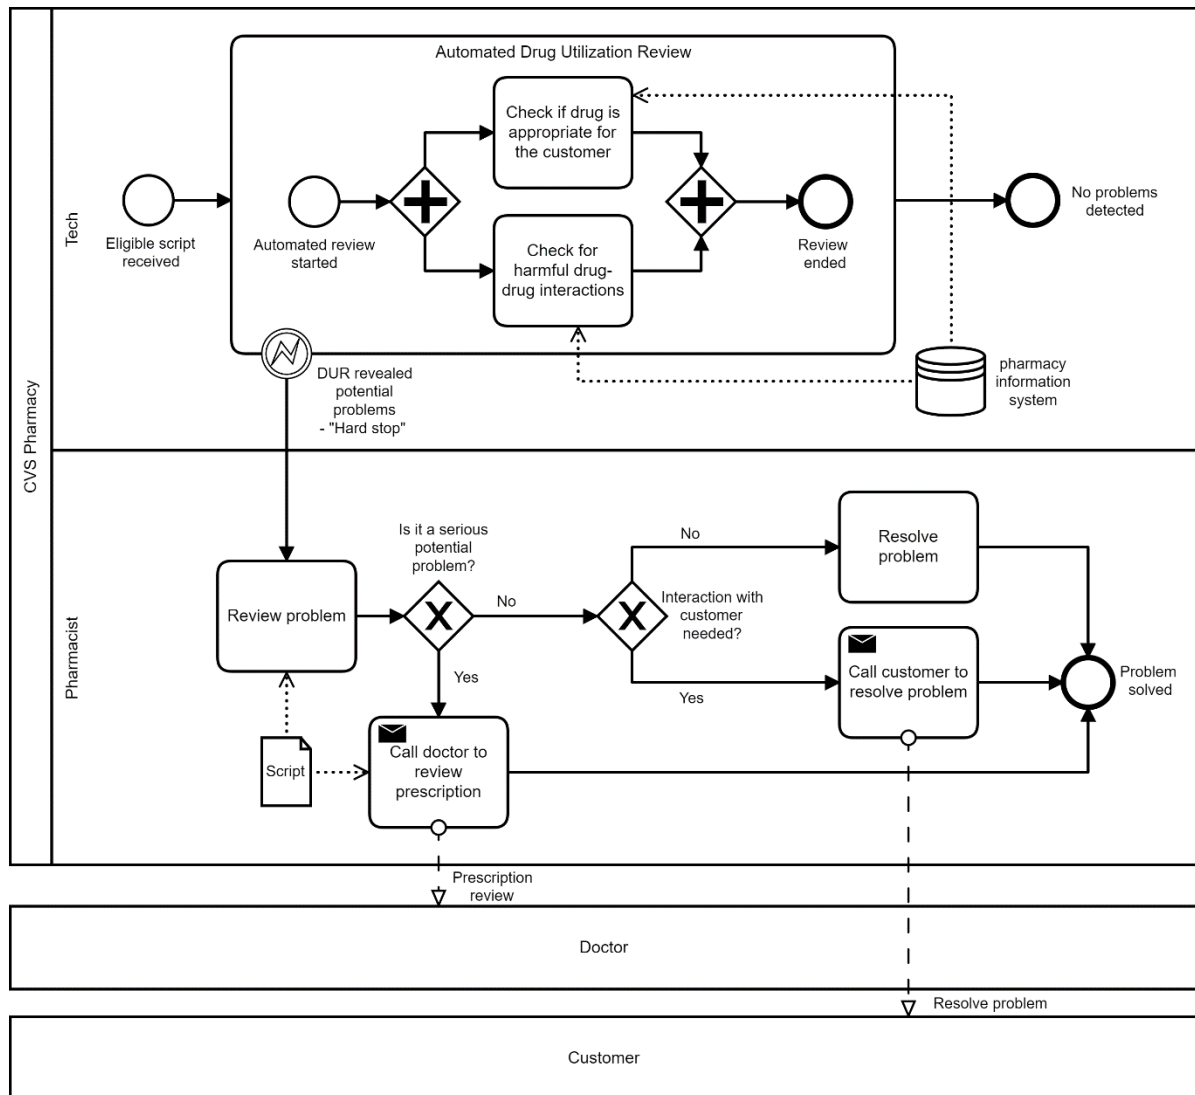 Automated Drug Utilization Review
Check if drug is
appropriate for
the customer
Tech
Eligible script
received
Automated review
started
Check for
harmful drug-
drug interactions
Review
ended
No problems
detected
DUR revealed
potential
problems
- "Hard stop"
pharmacy
information
system
CVS Pharmacy
Pharmacist
Is it a serious
potential
problem?
No
Resolve
problem
Review problem
No
Interaction with
customer
needed?
Call customer to
resolve problem
Problem
solved
Yes
Yes
Script
Call doctor to
review
prescription
Prescription
review
Doctor
Resolve problem
Customer